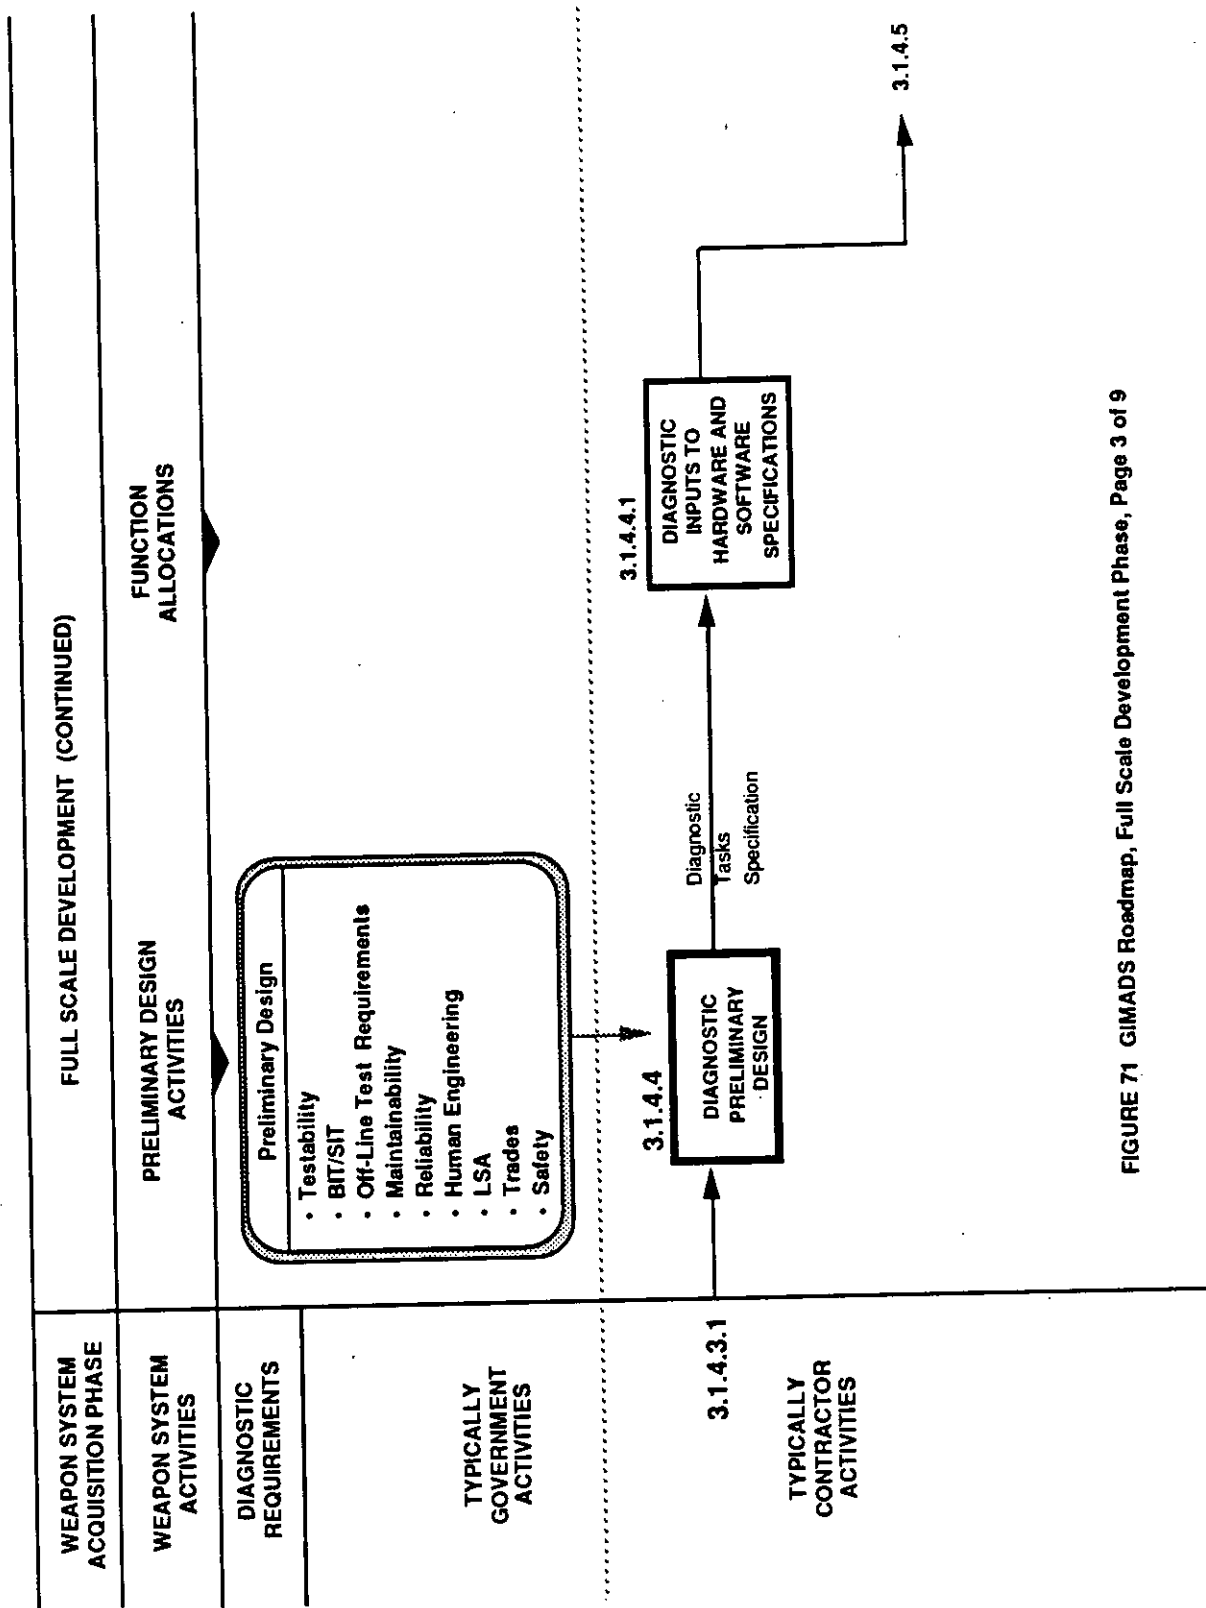 WEAPON SYSTEM
ACQUISITION PHASE
FULL SCALE DEVELOPMENT (CONTINUED)
WEAPON SYSTEM
ACTIVITIES
PRELIMINARY DESIGN
ACTIVITIES
FUNCTION
ALLOCATIONS
DIAGNOSTIC
REQUIREMENTS
TYPICALLY
GOVERNMENT
ACTIVITIES
Preliminary Design
• Testability
• BIT/SIT
• Off-Line Test Requirements
• Maintainability
• Reliability
• Human Engineering
• LSA
• Trades
• Safety
TYPICALLY
CONTRACTOR
ACTIVITIES
3.1.4.3.1
3.1.4.4
DIAGNOSTIC
PRELIMINARY
DESIGN
Diagnostic
Tasks
Specification
3.1.4.4.1
DIAGNOSTIC
INPUTS TO
HARDWARE AND
SOFTWARE
SPECIFICATIONS
3.1.4.5
FIGURE 71 GIMADS Roadmap, Full Scale Development Phase, Page 3 of 9